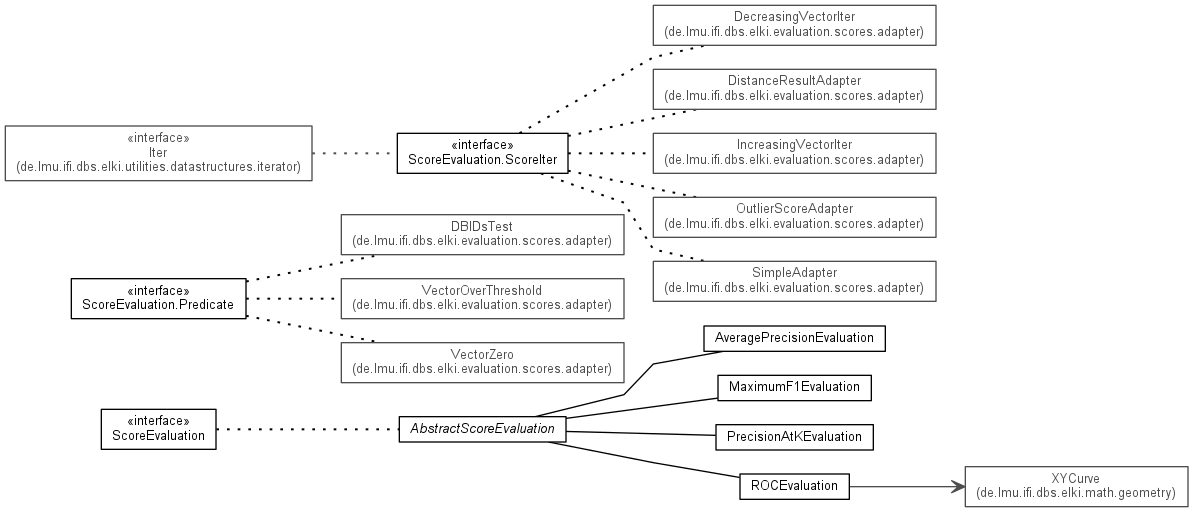 DecreasingVectorIter
(de.lmu.ifi.dbs.elki.evaluation.scores.adapter)
DistanceResultAdapter
(de.lmu.ifi.dbs.elki.evaluation.scores.adapter)
«interface»
Iter
(de.lmu.ifi.dbs.elki.utilities.datastructures.iterator)
«interface»
ScoreEvaluation.ScoreIter
IncreasingVectorIter
(de.lmu.ifi.dbs.elki.evaluation.scores.adapter)
OutlierScoreAdapter
(de.lmu.ifi.dbs.elki.evaluation.scores.adapter)
DBIDsTest
(de.lmu.ifi.dbs.elki.evaluation.scores.adapter)
SimpleAdapter
(de.lmu.ifi.dbs.elki.evaluation.scores.adapter)
«interface»
ScoreEvaluation.Predicate
VectorOverThreshold
(de.lmu.ifi.dbs.elki.evaluation.scores.adapter)
VectorZero
(de.lmu.ifi.dbs.elki.evaluation.scores.adapter)
AveragePrecisionEvaluation
MaximumF1Evaluation
«interface»
ScoreEvaluation
AbstractScoreEvaluation
PrecisionAtKEvaluation
ROCEvaluation
XYCurve
(de.lmu.ifi.dbs.elki.math.geometry)